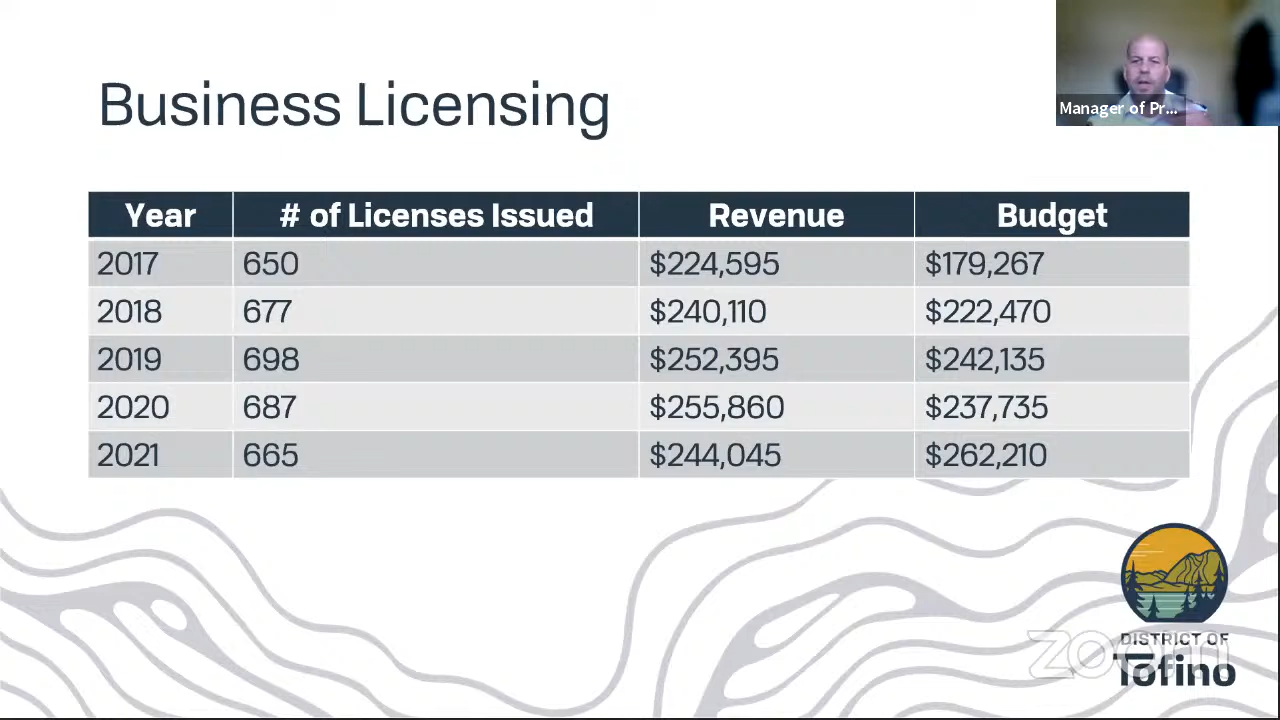 Business Licensing
Manager of Pr...
Year # of Licenses Issued Revenue Budget
2017 650 $224,595 $179,267
2018 677 $240,110 $222,470
2019 698 $252,395 $242,135
2020 687 $255,860 $237,735
2021 665 $244,045 $262,210
DISTRICT OF
zoom
Tofino